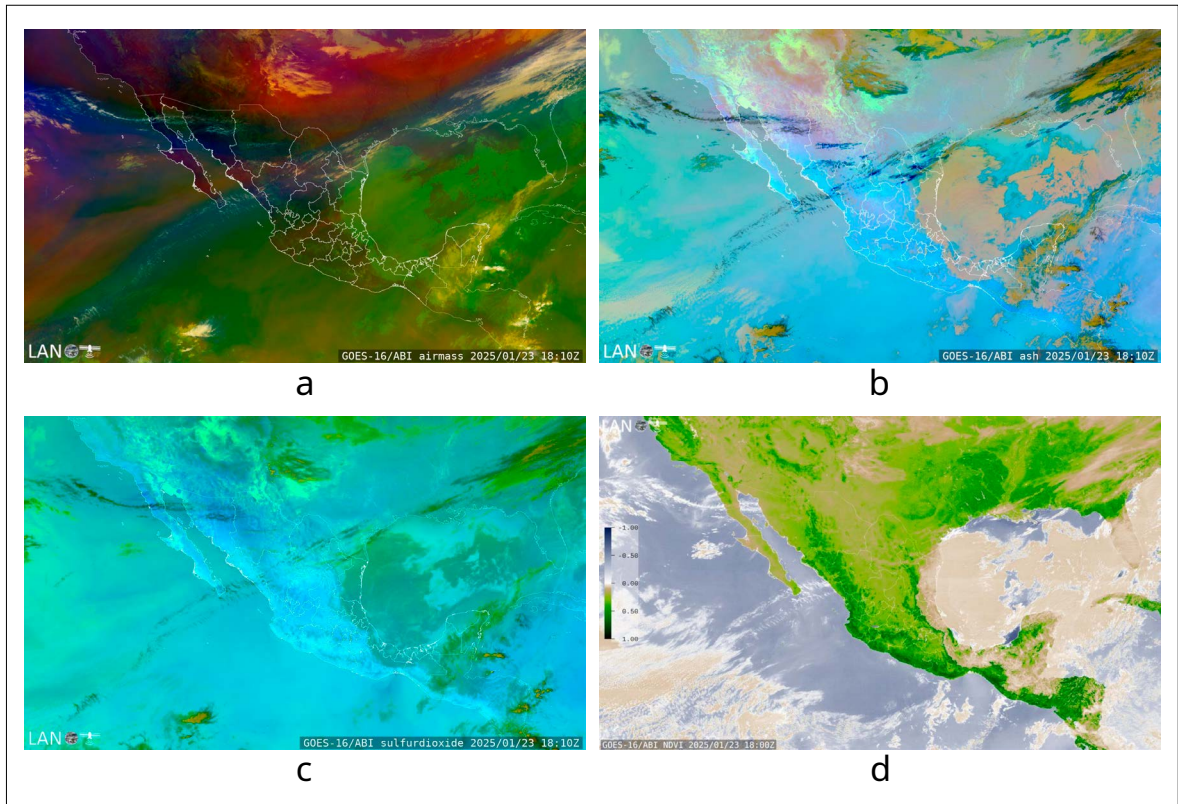 LAN
GOES-16/ABI airmass 2025/01/23 18:10Z
a
LAN
GOES-16/ABI ash 2025/01/23 18:10Z
b
LAN
GOES-16/ABI sulfurdioxide 2025/01/23 18:10Z
c
LAN
-1.00
-0.50
0.00
0.50
1.00
GOES-16/ABI NDVI 2025/01/23 18:00Z
d